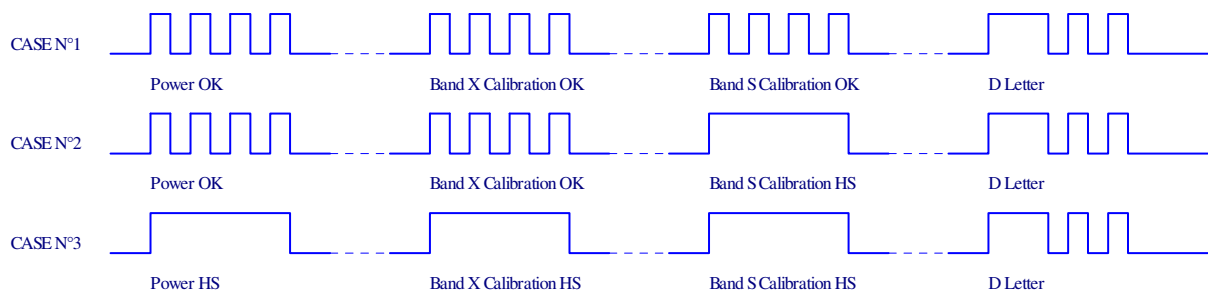 CASE N°1
Power OK Band X Calibration OK Band S Calibration OK D Letter
CASE N°2
Power OK Band X Calibration OK Band S Calibration HS D Letter
CASE N°3
Power HS Band X Calibration HS Band S Calibration HS D Letter